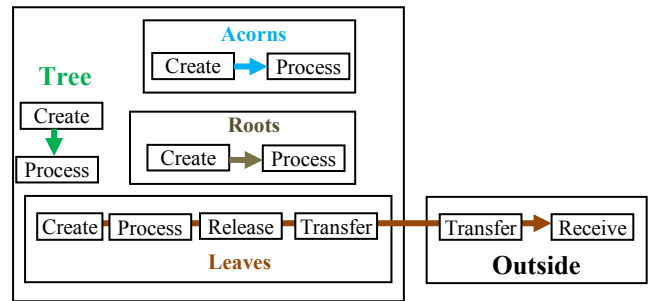 Acorns
Create Process
Tree
Create
Process
Roots
Create Process
Create Process Release Transfer
Leaves
Transfer Receive
Outside